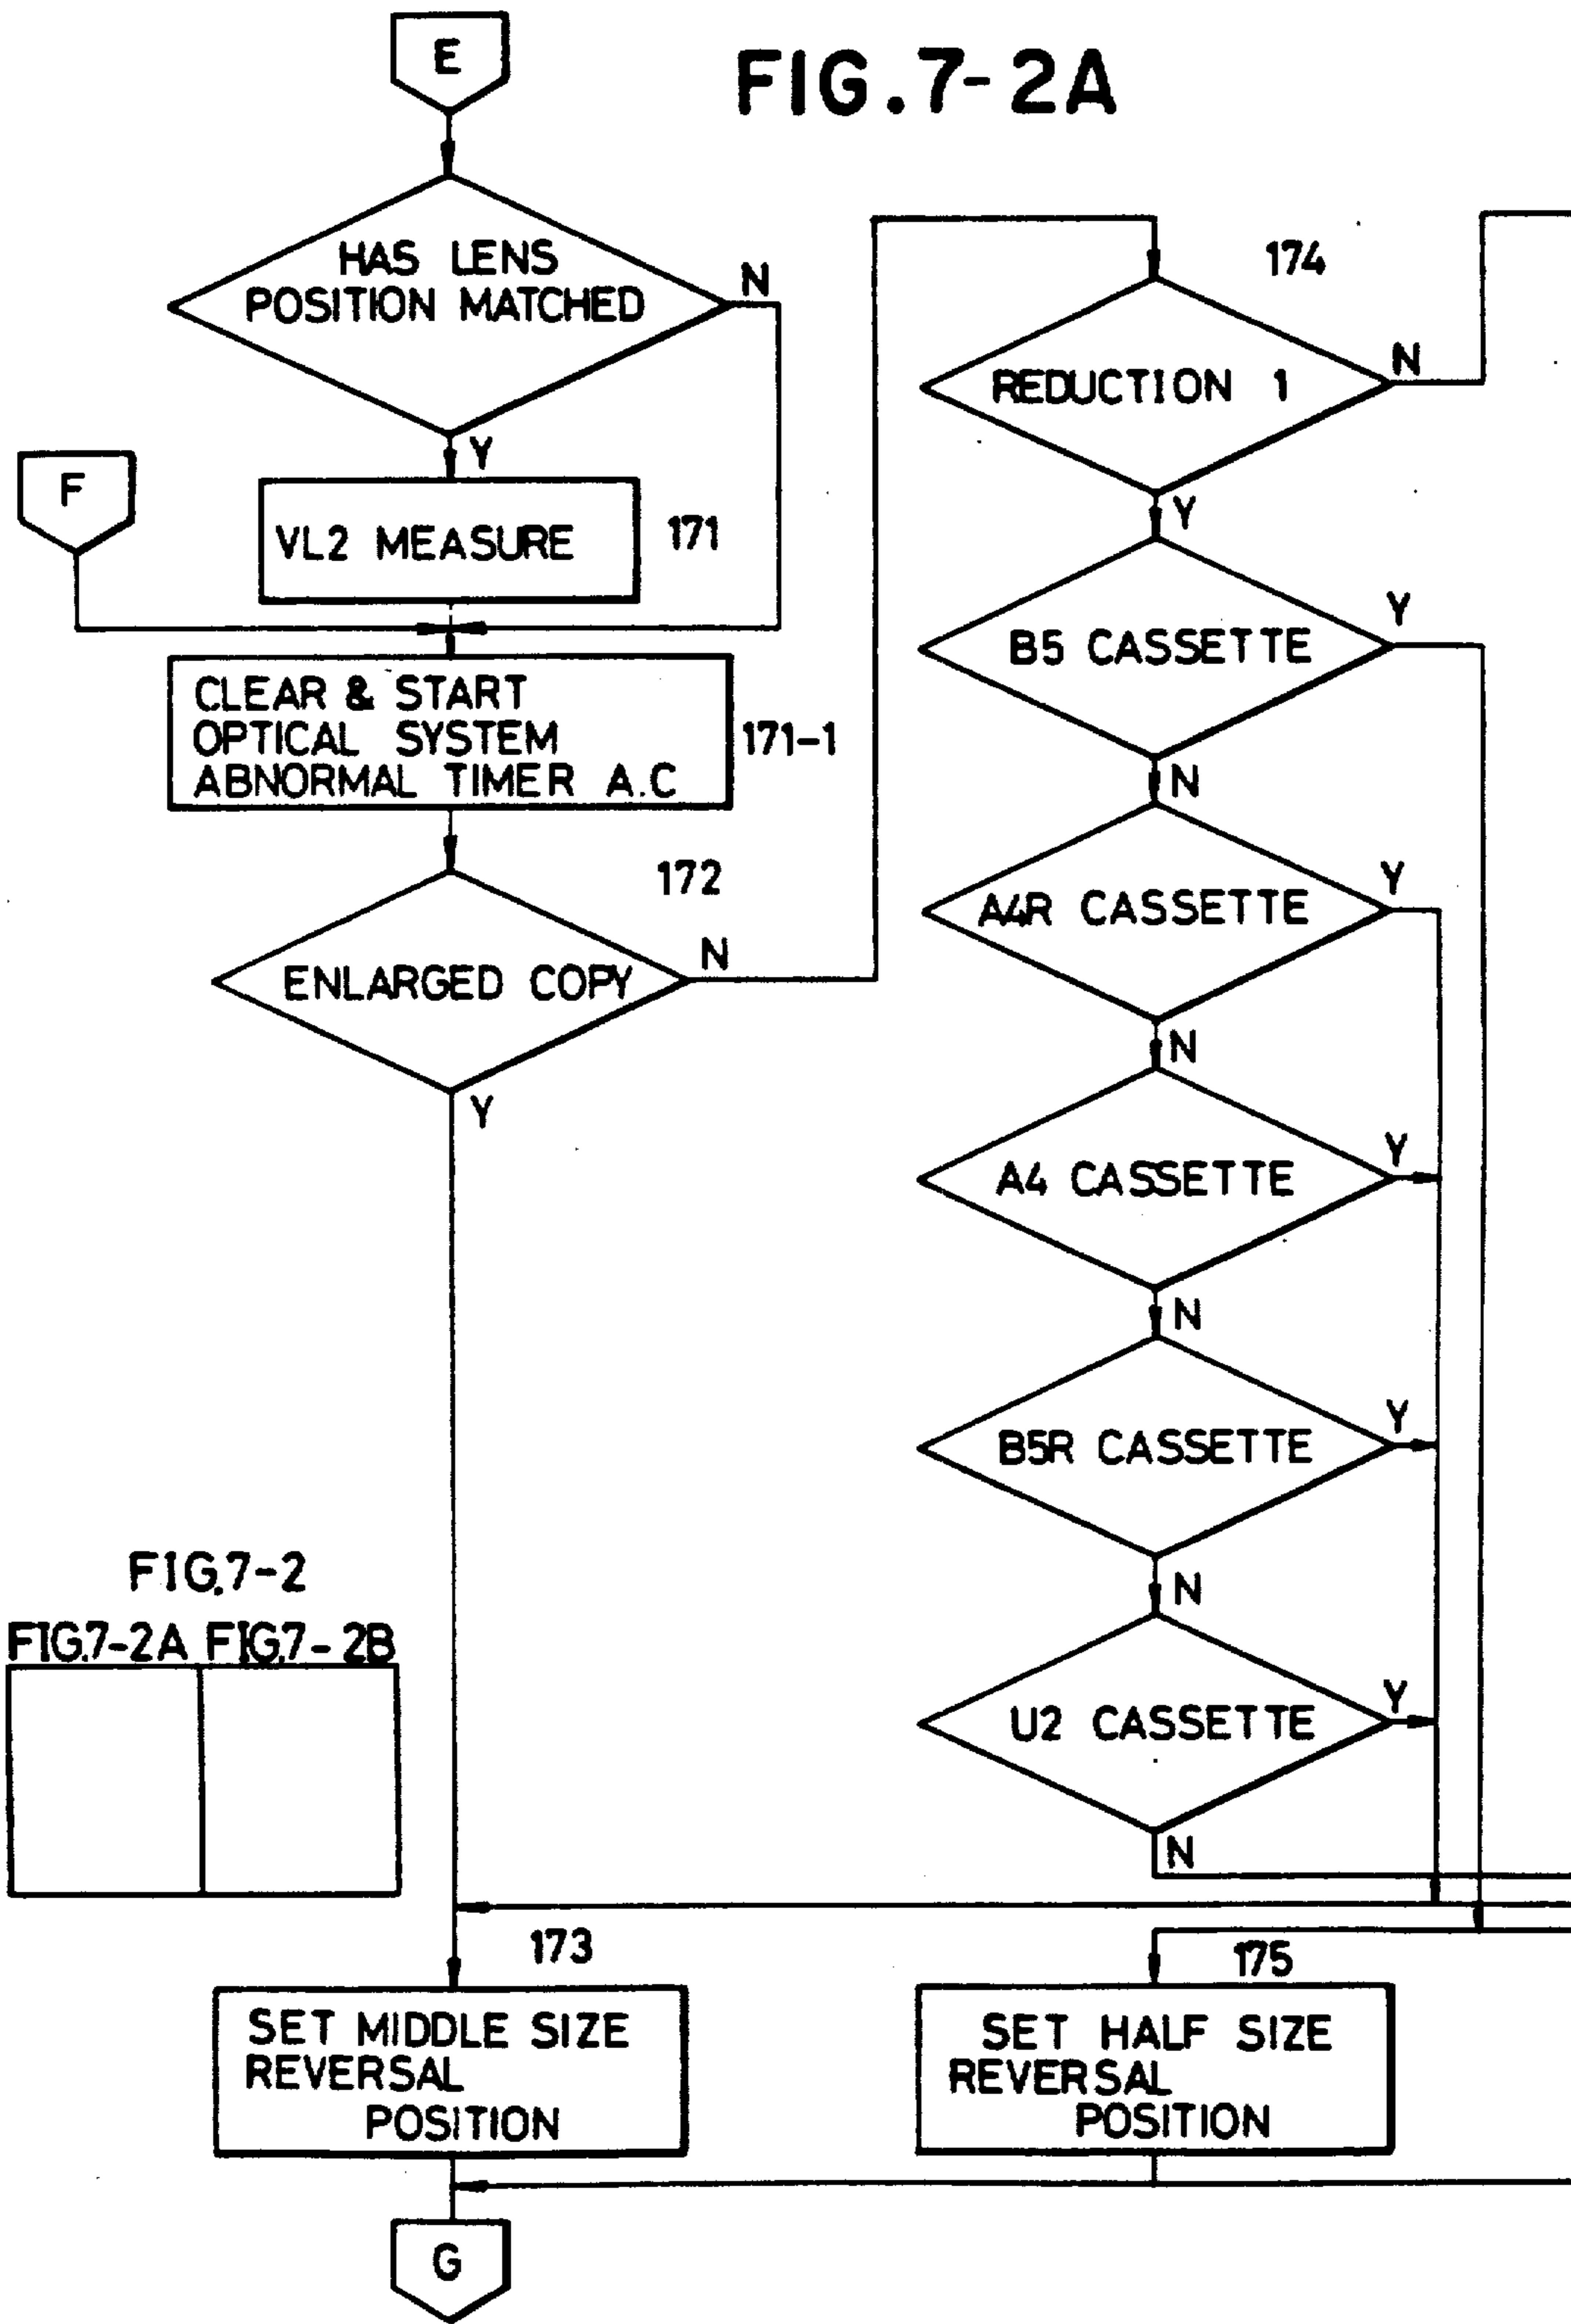 FIG.7-2A
E
HAS LENS
POSITION MATCHED
N
Y
F
VL2 MEASURE
171
CLEAR & START
OPTICAL SYSTEM
ABNORMAL TIMER A.C
171-1
172
ENLARGED COPY
N
Y
174
REDUCTION 1
N
Y
B5 CASSETTE
Y
N
A4R CASSETTE
Y
N
A4 CASSETTE
Y
N
B5R CASSETTE
Y
N
U2 CASSETTE
Y
N
FIG.7-2
FIG.7-2A FIG.7-2B
173
SET MIDDLE SIZE
REVERSAL
POSITION
175
SET HALF SIZE
REVERSAL
POSITION
G